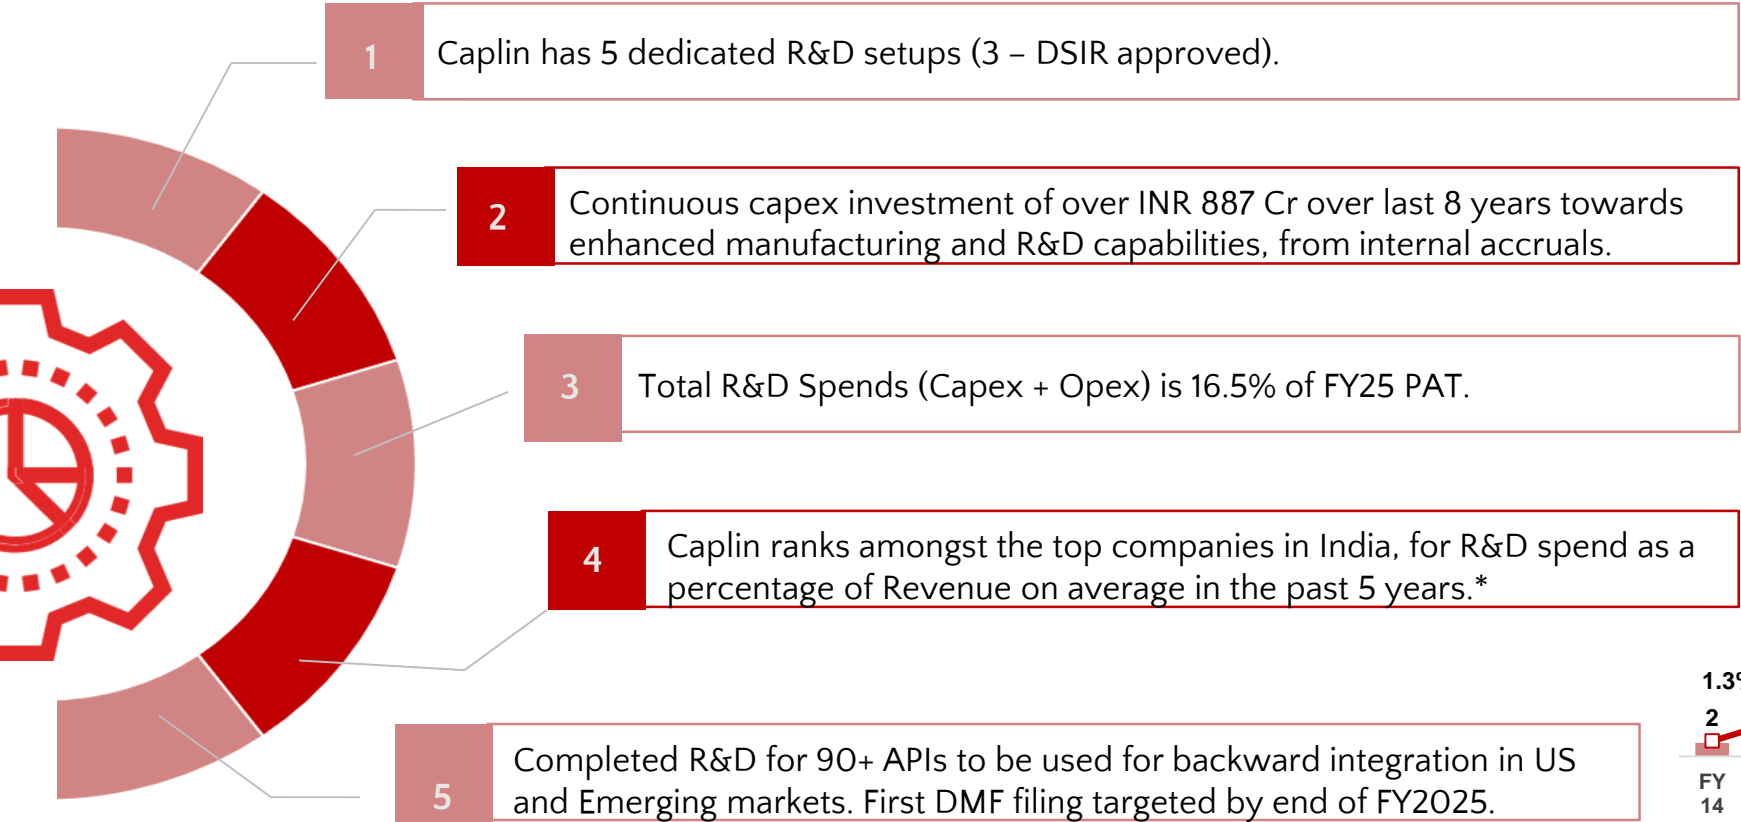 1
Caplin has 5 dedicated R&D setups (3 – DSIR approved).
2
Continuous capex investment of over INR 887 Cr over last 8 years towards
enhanced manufacturing and R&D capabilities, from internal accruals.
3
Total R&D Spends (Capex + Opex) is 16.5% of FY25 PAT.
4
Caplin ranks amongst the top companies in India, for R&D spend as a
percentage of Revenue on average in the past 5 years.*
5
Completed R&D for 90+ APIs to be used for backward integration in US
and Emerging markets. First DMF filing targeted by end of FY2025.
1.3%
2
FY
14